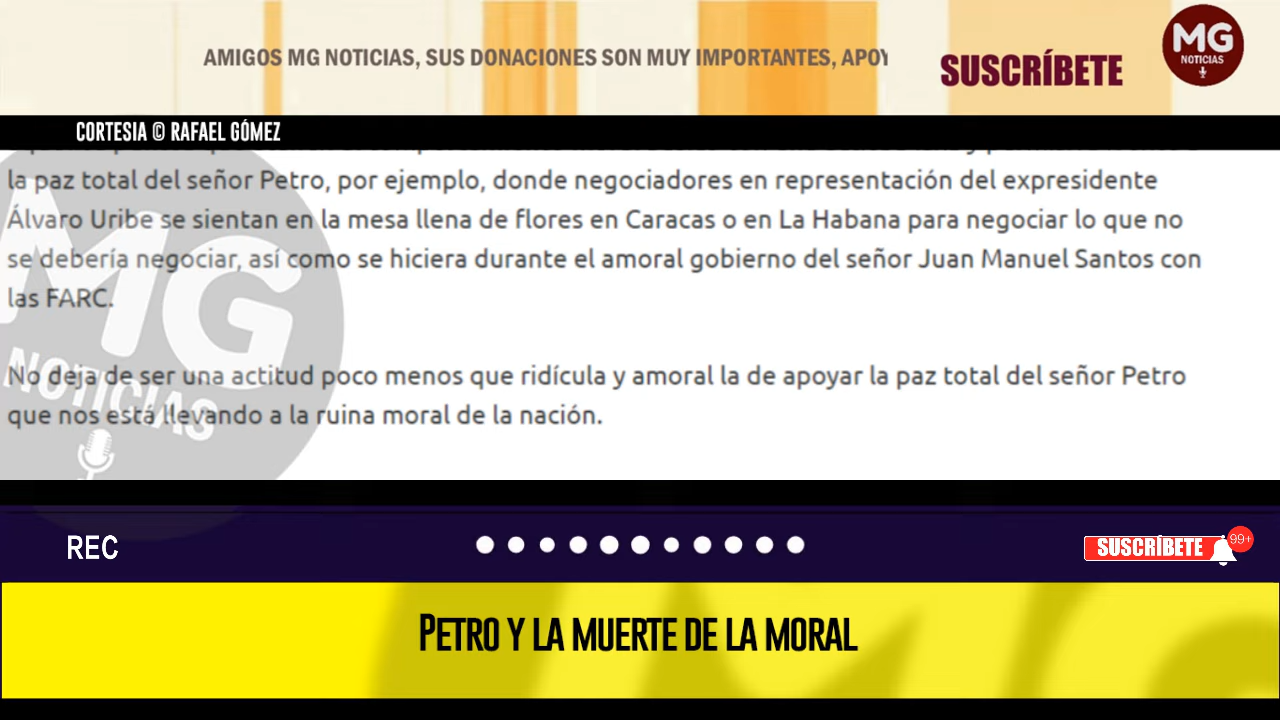 AMIGOS MG NOTICIAS, SUS DONACIONES SON MUY IMPORTANTES,
SUSCRÍBETE
MG
NOTICIAS
CORTESIA © RAFAEL GÓMEZ
la paz total del señor Petro, por ejemplo, donde negociadores en representación del expresidente
Álvaro Uribe se sientan en la mesa llena de flores en Caracas o en La Habana para negociar lo que no
se debería negociar, así como se hiciera durante el amoral gobierno del señor Juan Manuel Santos con
las FARC.
MG
NOTICIAS
No deja de ser una actitud poco menos que ridícula y amoral la de apoyar la paz total del señor Petro
que nos está llevando a la ruina moral de la nación.
REC
SUSCRÍBETE
99+
PETRO Y LA MUERTE DE LA MORAL